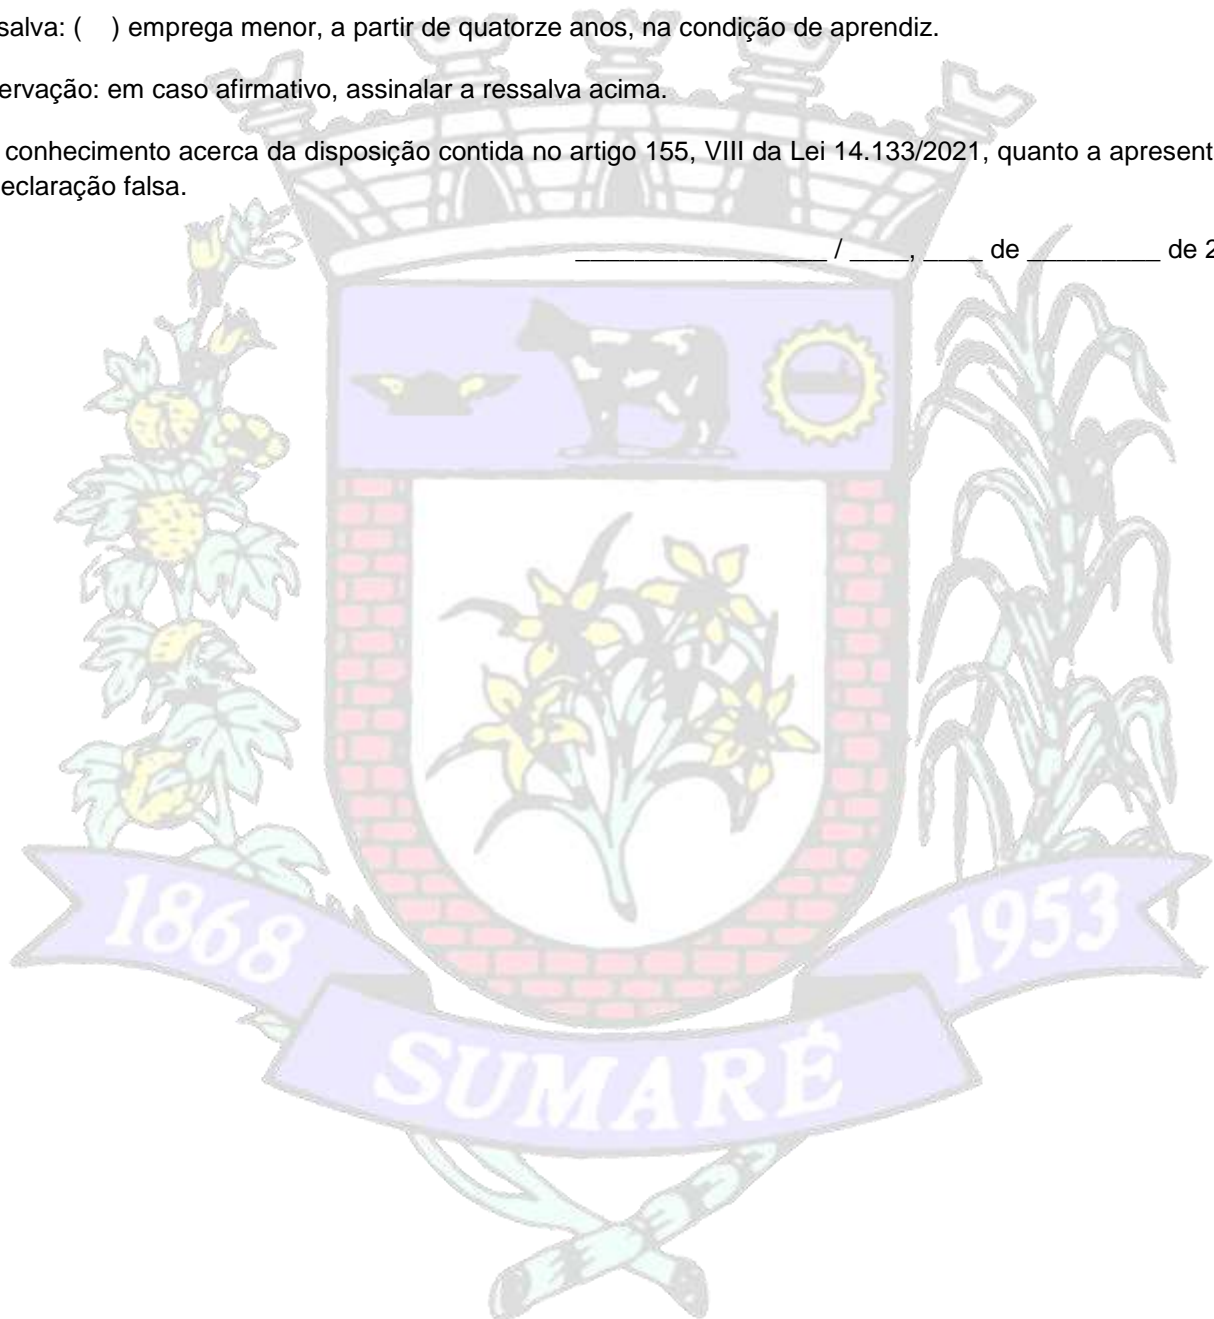 salva: (    ) emprega menor, a partir de quatorze anos, na condição de aprendiz.
ervação: em caso afirmativo, assinalar a ressalva acima.
conhecimento acerca da disposição contida no artigo 155, VIII da Lei 14.133/2021, quanto a apresent
eclaração falsa.
_________________ / ____, ____ de _________ de 2
1868
1953
SUMARÉ